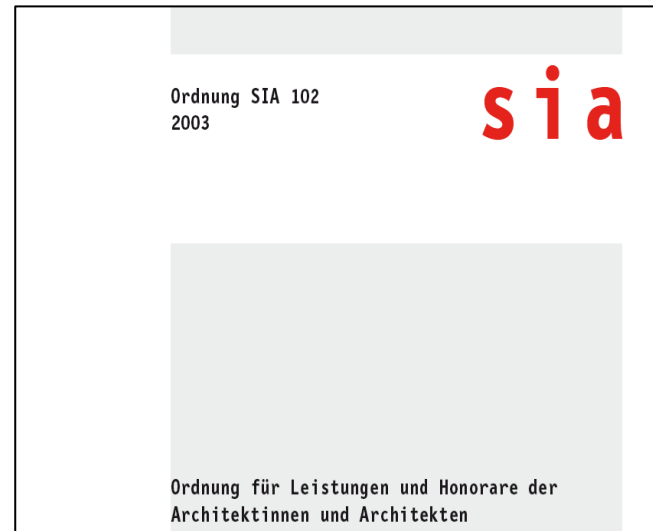 Ordnung SIA 102
2003
sia
Ordnung für Leistungen und Honorare der
Architektinnen und Architekten